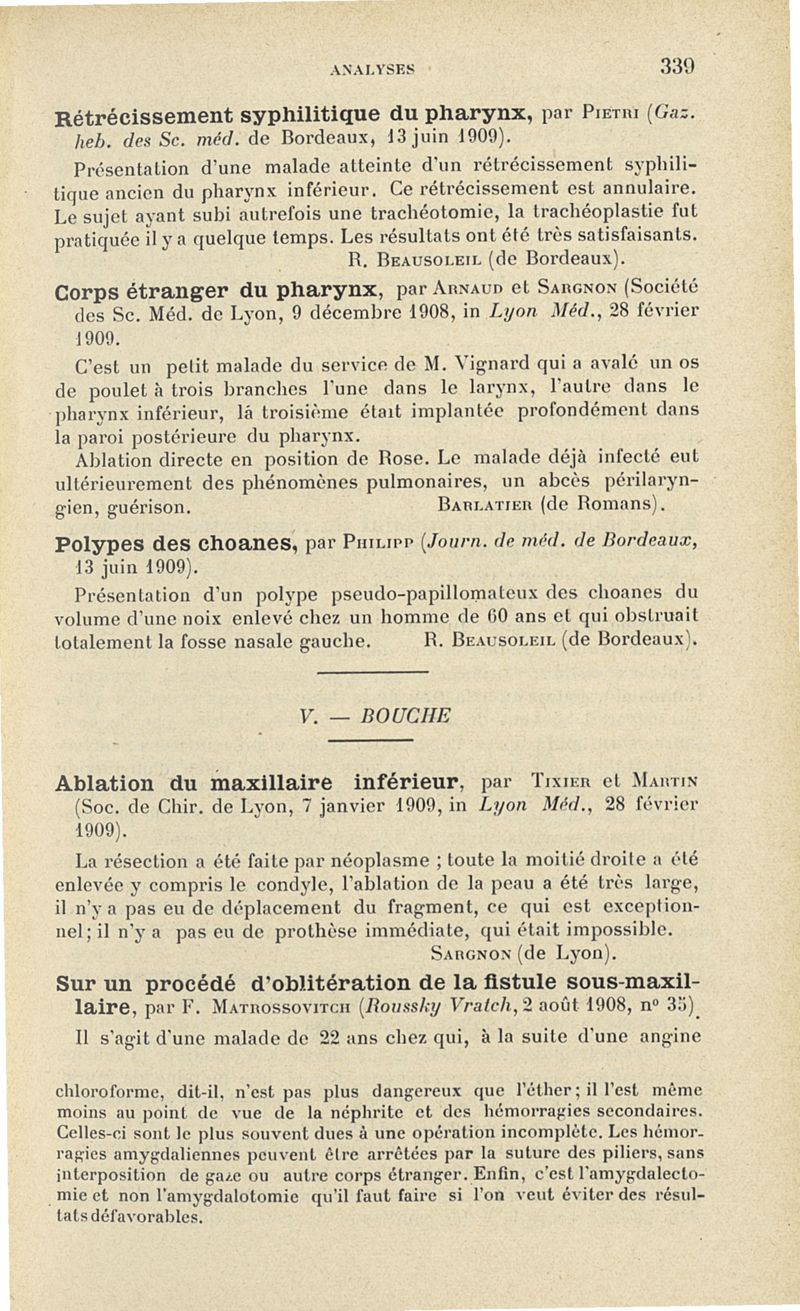 ANALYSES 339
Rétrécissement syphilitique du pharynx, par Pietri (Gaz.
heb. des Sc. méd. de Bordeaux, 13 juin 1909).
Présentation d'une malade atteinte d'un rétrécissement syphili-
tique ancien du pharynx inférieur. Ce rétrécissement est annulaire.
Le sujet ayant subi autrefois une trachéotomie, la trachéoplastie fut
pratiquée il y a quelque temps. Les résultats ont été très satisfaisants.
R. Beausoleil (de Bordeaux).
Corps étranger du pharynx, par Arnaud et Sargnon (Société
des Sc. Méd. de Lyon, 9 décembre 1908, in Lyon Méd., 28 février
1909.
C'est un petit malade du service de M. Vignard qui a avalé un os
de poulet à trois branches l'une dans le larynx, l'autre dans le
pharynx inférieur, là troisième était implantée profondément dans
la paroi postérieure du pharynx.
Ablation directe en position de Rose. Le malade déjà infecté eut
ultérieurement des phénomènes pulmonaires, un abcès périlaryn-
gien, guérison. Barlatier (de Romans).
Polypes des choanes, par Philipp (Journ. de méd. de Bordeaux,
13 juin 1909).
Présentation d'un polype pseudo-papillomateux des choanes du
volume d'une noix enlevé chez un homme de 60 ans et qui obstruait
totalement la fosse nasale gauche. R. Beausoleil (de Bordeaux).
V. — BOUCHE
Ablation du maxillaire inférieur, par Tixier et Martin
(Soc. de Chir. de Lyon, 7 janvier 1909, in Lyon Méd., 28 février
1909).
La résection a été faite par néoplasme ; toute la moitié droite a été
enlevée y compris le condyle, l'ablation de la peau a été très large,
il n'y a pas eu de déplacement du fragment, ce qui est exception-
nel; il n'y a pas eu de prothèse immédiate, qui était impossible.
Sargnon (de Lyon).
Sur un procédé d'oblitération de la fistule sous-maxil-
laire, par F. Matrossovitch (Roussky Vratch, 2 août 1908, n° 35).
Il s'agit d'une malade de 22 ans chez qui, à la suite d'une angine
chloroforme, dit-il, n'est pas plus dangereux que l'éther; il l'est même
moins au point de vue de la néphrite et des hémorragies secondaires.
Celles-ci sont le plus souvent dues à une opération incomplète. Les hémor-
ragies amygdaliennes peuvent être arrêtées par la suture des piliers, sans
interposition de gaze ou autre corps étranger. Enfin, c'est l'amygdalecto-
mie et non l'amygdalotomie qu'il faut faire si l'on veut éviter des résul-
tats défavorables.